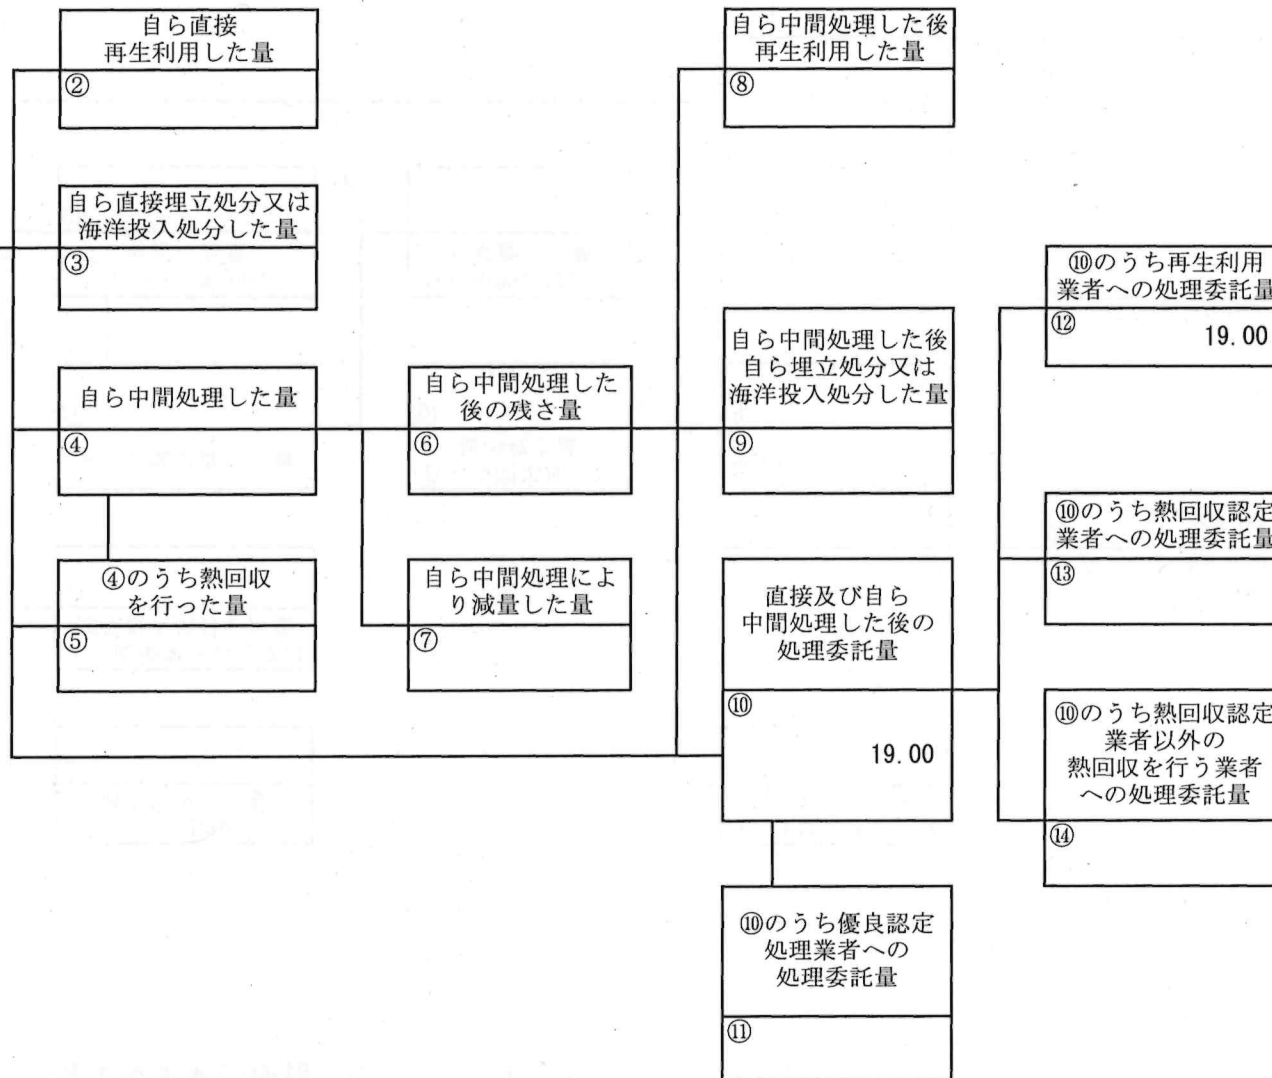 自ら直接
再生利用した量
②
自ら直接埋立処分又は
海洋投入処分した量
③
自ら中間処理した量
④
④のうち熱回収
を行った量
⑤
自ら中間処理した
後の残さ量
⑥
自ら中間処理によ
り減量した量
⑦
自ら中間処理した後
再生利用した量
⑧
自ら中間処理した後
自ら埋立処分又は
海洋投入処分した量
⑨
直接及び自ら
中間処理した後の
処理委託量
⑩
19.00
⑩のうち優良認定
処理業者への
処理委託量
⑪
⑩のうち再生利用
業者への処理委託量
⑫
19.00
⑩のうち熱回収認定
業者への処理委託量
⑬
⑩のうち熱回収認定
業者以外の
熱回収を行う業者
への処理委託量
⑭